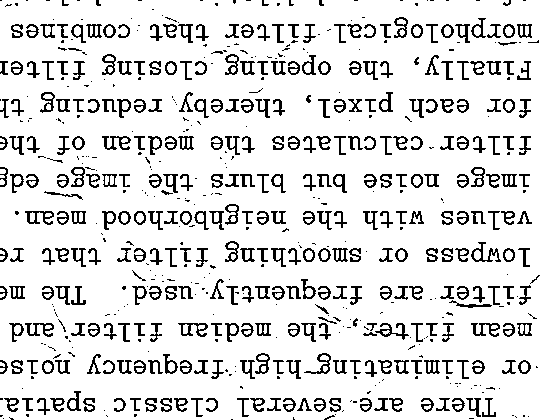 There are several classic spatia
or eliminating high frequency noise
mean filter, the median filter and
filter are frequently used. The me
lowpass or smoothing filter that re
values with the neighborhood mean.
image noise but blurs the image edg
filter calculates the median of the
for each pixel, thereby reducing th
Finally, the opening closing filter
morphological filter that combines